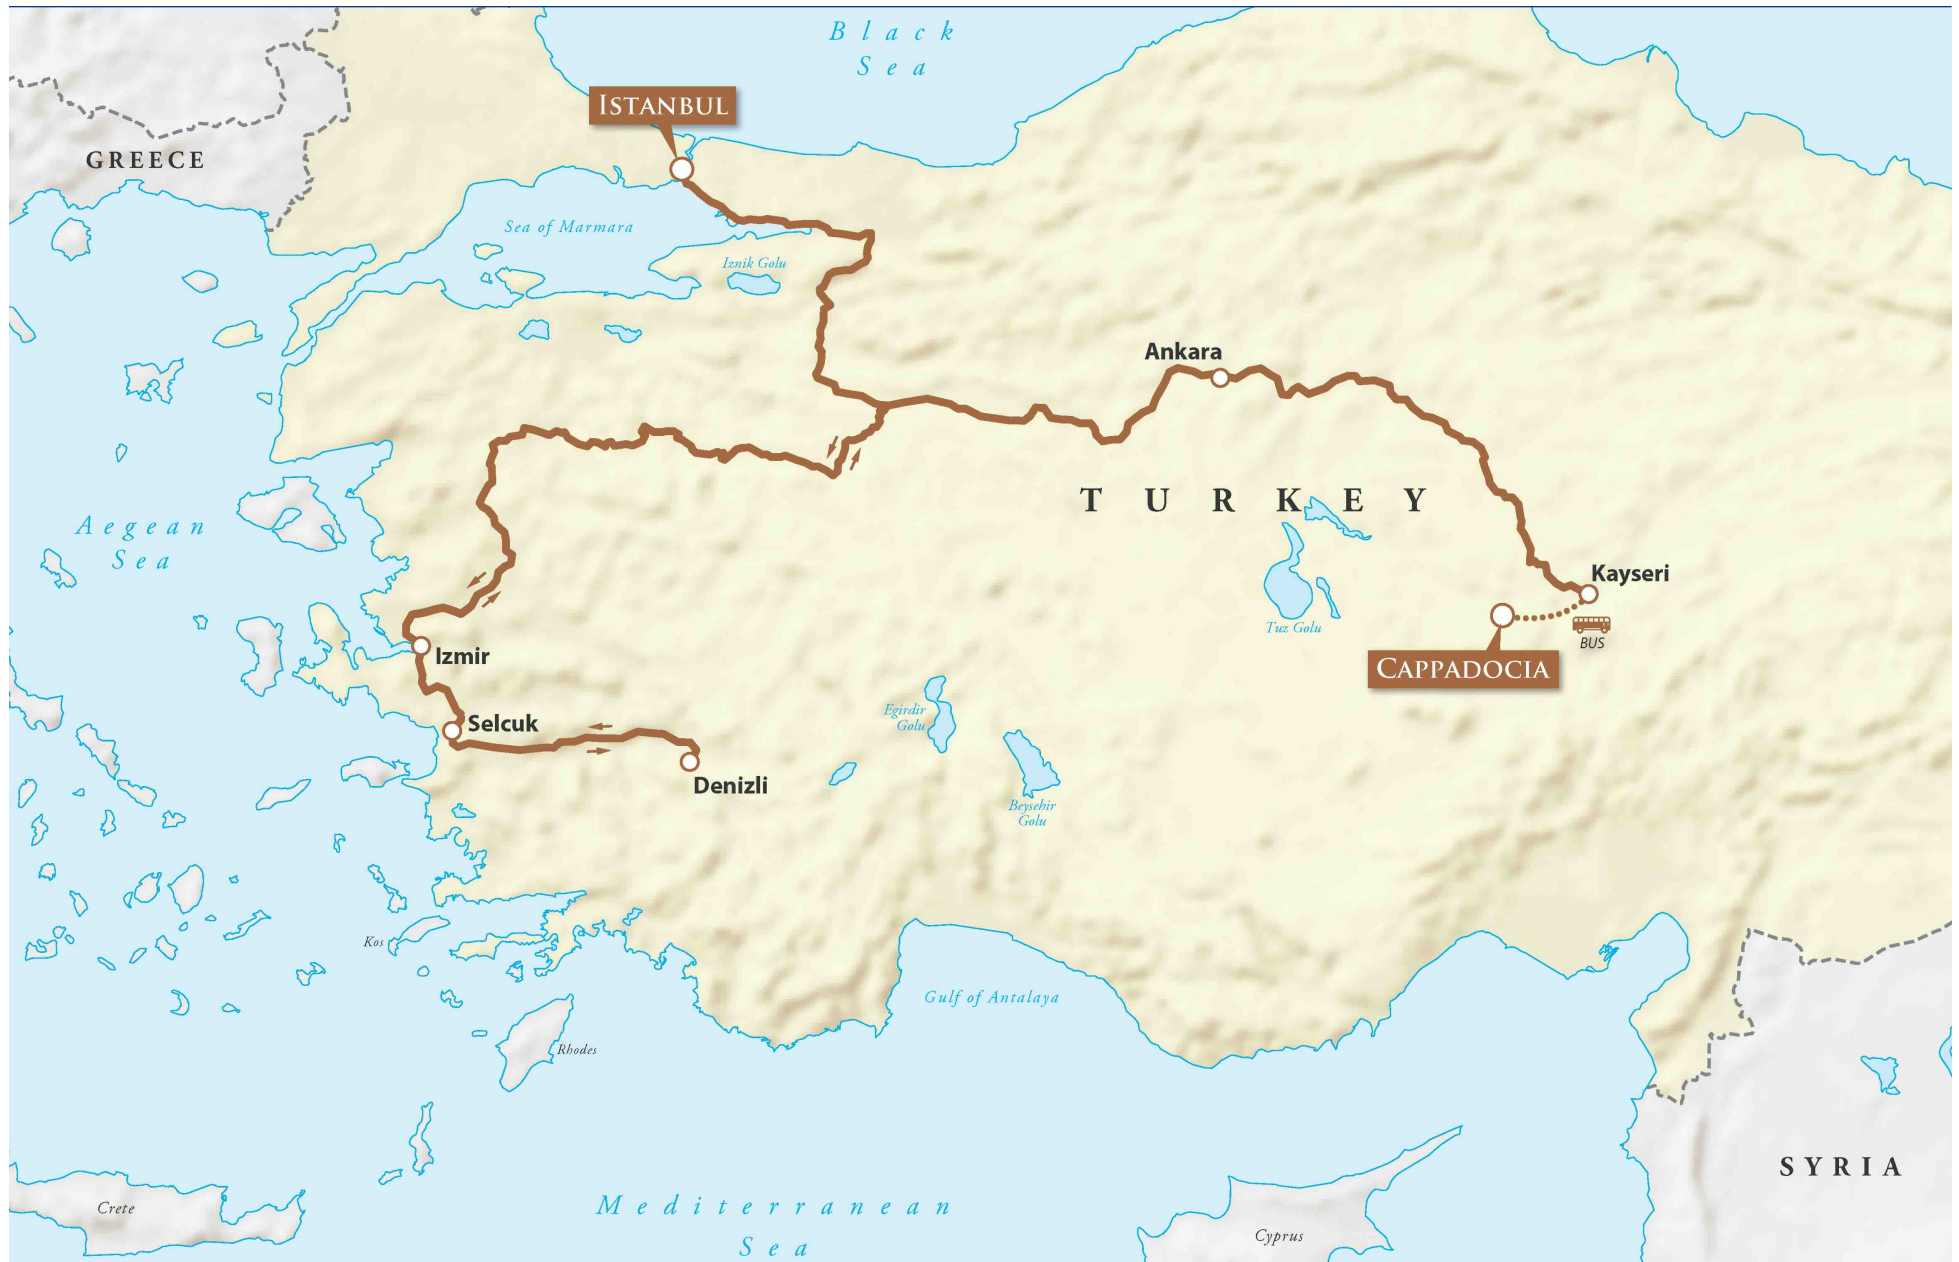 Black
Sea
ISTANBUL
GREECE
Sea of Marmara
Iznik Golu
Ankara
TURKEY
Aegean
Sea
Kayseri
Tuz Golu
BUS
Izmir
CAPPADOCIA
Egirdir
Golu
Selcuk
Denizli
Beysehir
Golu
Kos
Gulf of Antalaya
Rhodes
SYRIA
Crete
Mediterranean
Sea
Cyprus